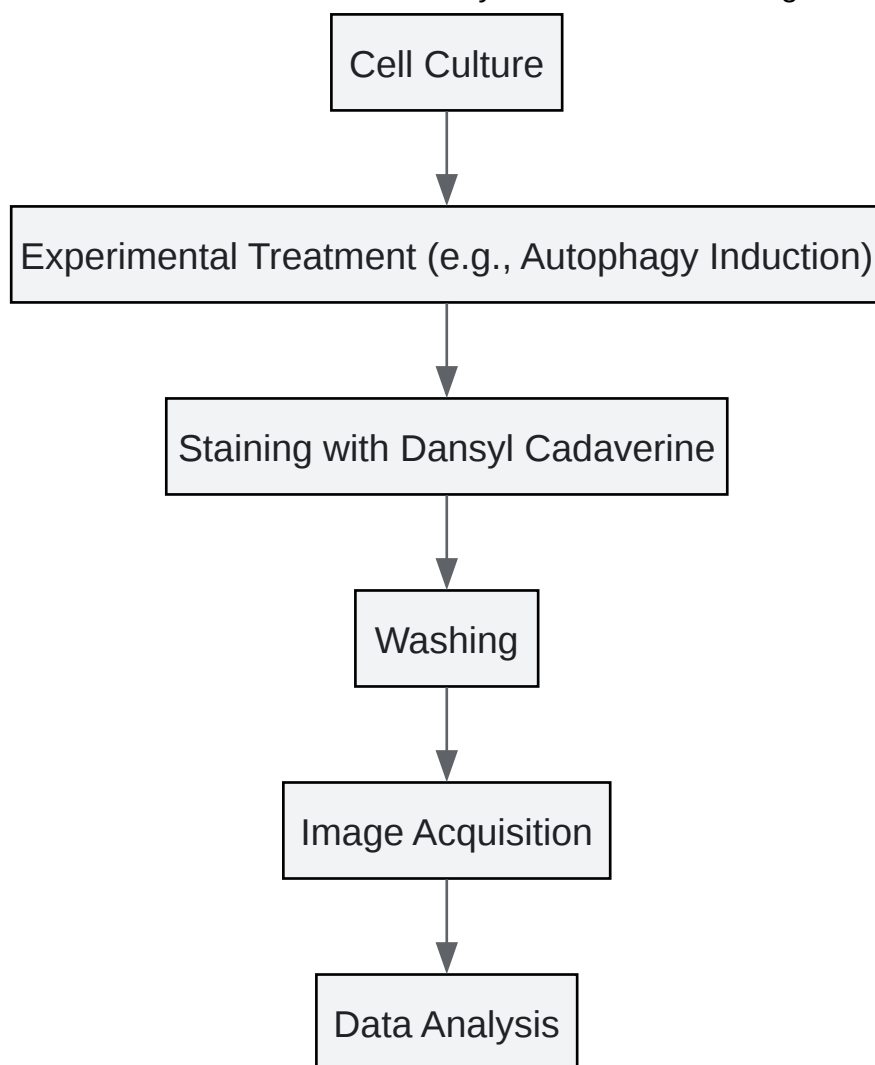 Cell Culture
Experimental Treatment (e.g., Autophagy Induction)
Staining with Dansyl Cadaverine
Washing
Image Acquisition
Data Analysis